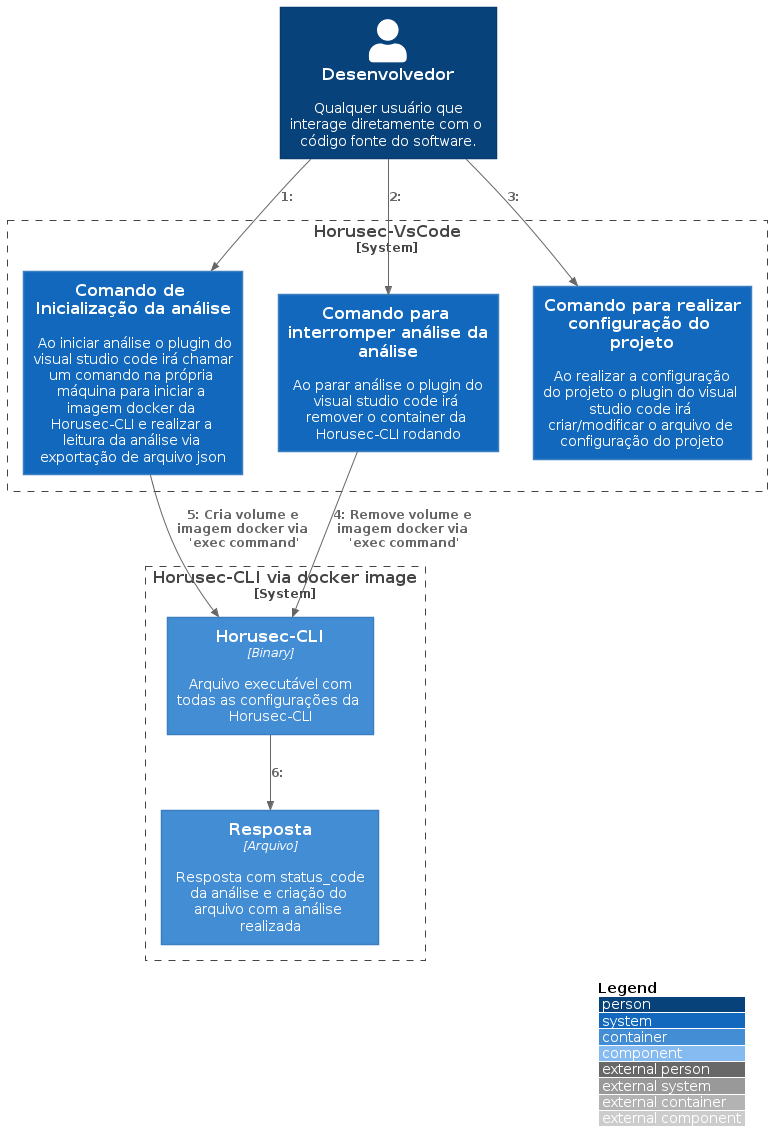 Desenvolvedor
Qualquer usuário que
interage diretamente com o
código fonte do software.
1:
2:
3:
Horusec-VsCode
[System]
Comando de
Inicialização da análise
Ao iniciar análise o plugin do
visual studio code irá chamar
um comando na própria
máquina para iniciar a
imagem docker da
Horusec-CLI e realizar a
leitura da análise via
exportação de arquivo json
Comando para
interromper análise da
análise
Ao parar análise o plugin do
visual studio code irá
remover o container da
Horusec-CLI rodando
Comando para realizar
configuração do
projeto
Ao realizar a configuração
do projeto o plugin do visual
studio code irá
criar/modificar o arquivo de
configuração do projeto
5: Cria volume e
imagem docker via
'exec command'
4: Remove volume e
imagem docker via
'exec command'
Horusec-CLI via docker image
[System]
Horusec-CLI
[Binary]
Arquivo executável com
todas as configurações da
Horusec-CLI
6:
Resposta
[Arquivo]
Resposta com status_code
da análise e criação do
arquivo com a análise
realizada
Legend
person
system
container
component
external person
external system
external container
external component